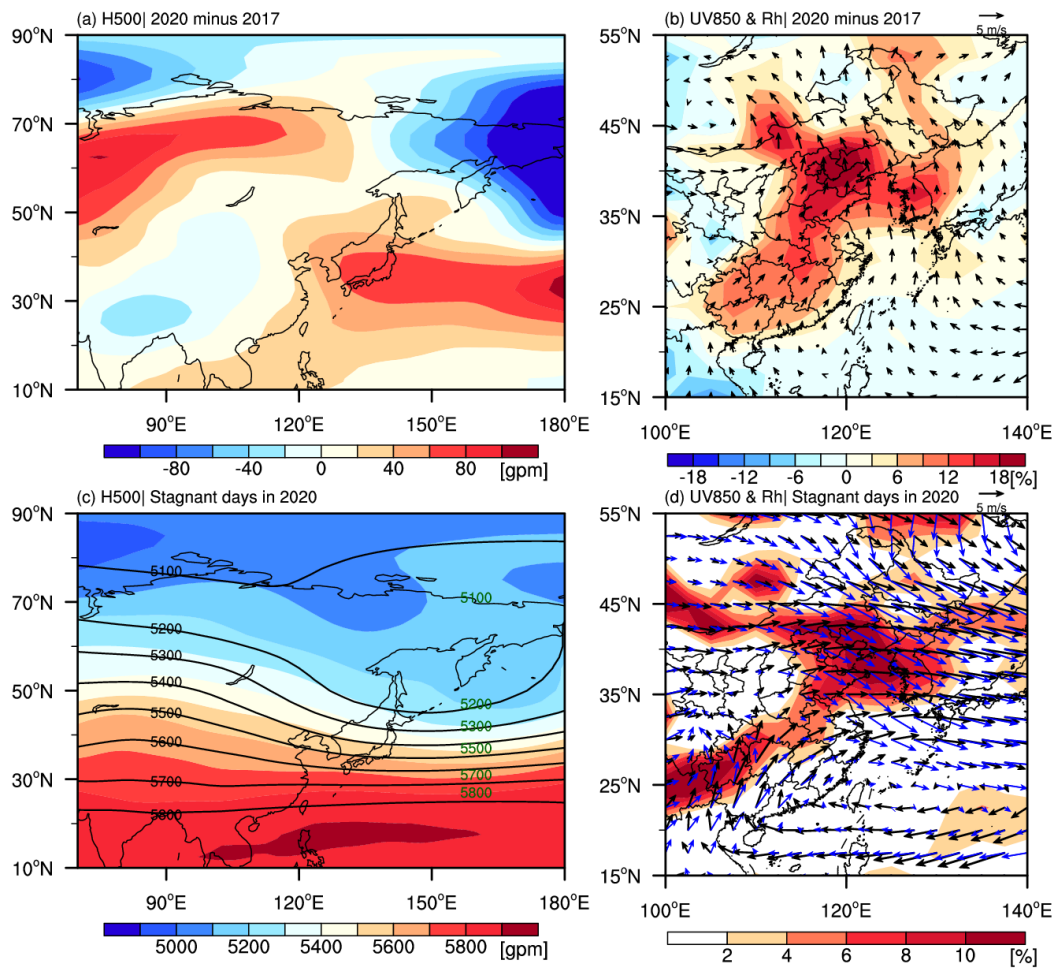 (a) H500| 2020 minus 2017
90°N
70°N
50°N
30°N
10°N
90°E 120°E 150°E 180°E
-80 -40 0 40 80 [gpm]
(b) UV850 & Rh| 2020 minus 2017
5 m/s
55°N
45°N
35°N
25°N
15°N
100°E 120°E 140°E
-18 -12 -6 0 6 12 18[%]
(c) H500| Stagnant days in 2020
90°N
70°N
50°N
30°N
10°N
5100
5100
5200
5300
5400
5500
5600
5700
5800
5200
5300
5500
5700
5800
90°E 120°E 150°E 180°E
5000 5200 5400 5600 5800 [gpm]
(d) UV850 & Rh| Stagnant days in 2020
5 m/s
55°N
45°N
35°N
25°N
15°N
100°E 120°E 140°E
2 4 6 8 10 [%]